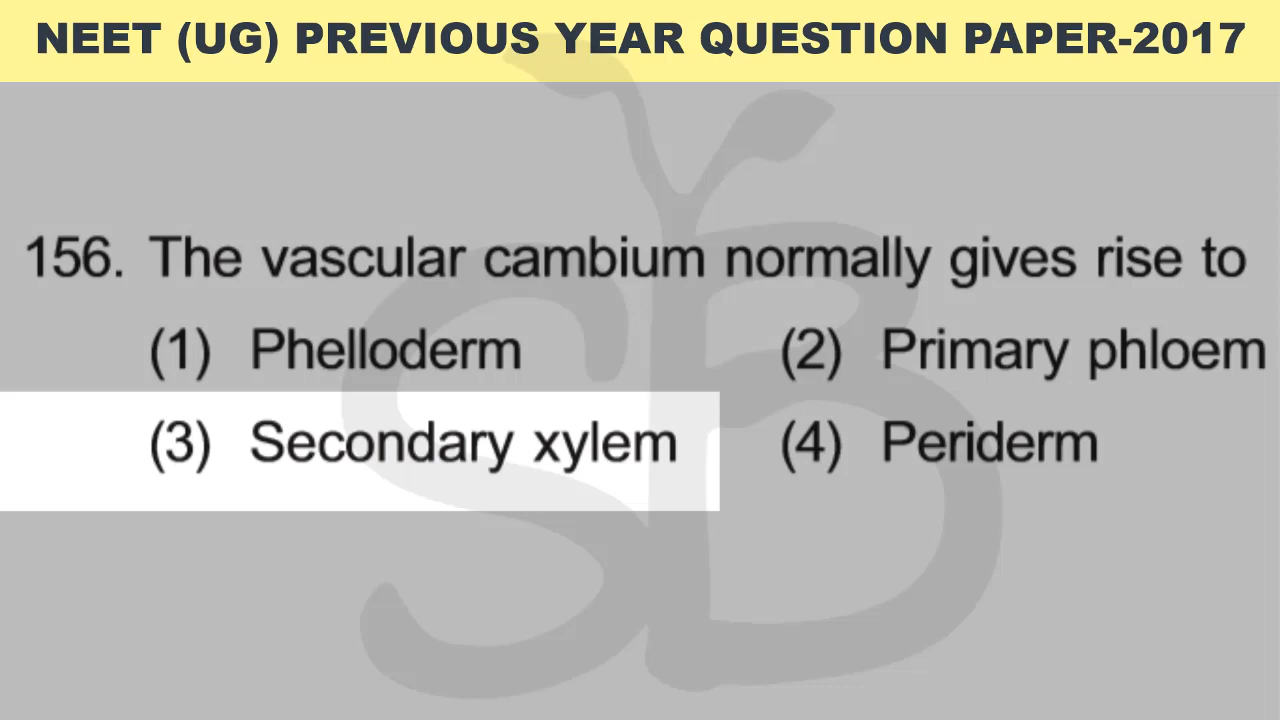 NEET (UG) PREVIOUS YEAR QUESTION PAPER-2017
156. The vascular cambium normally gives rise to
(1) Phelloderm (2) Primary phloem
(3) Secondary xylem (4) Periderm
SB